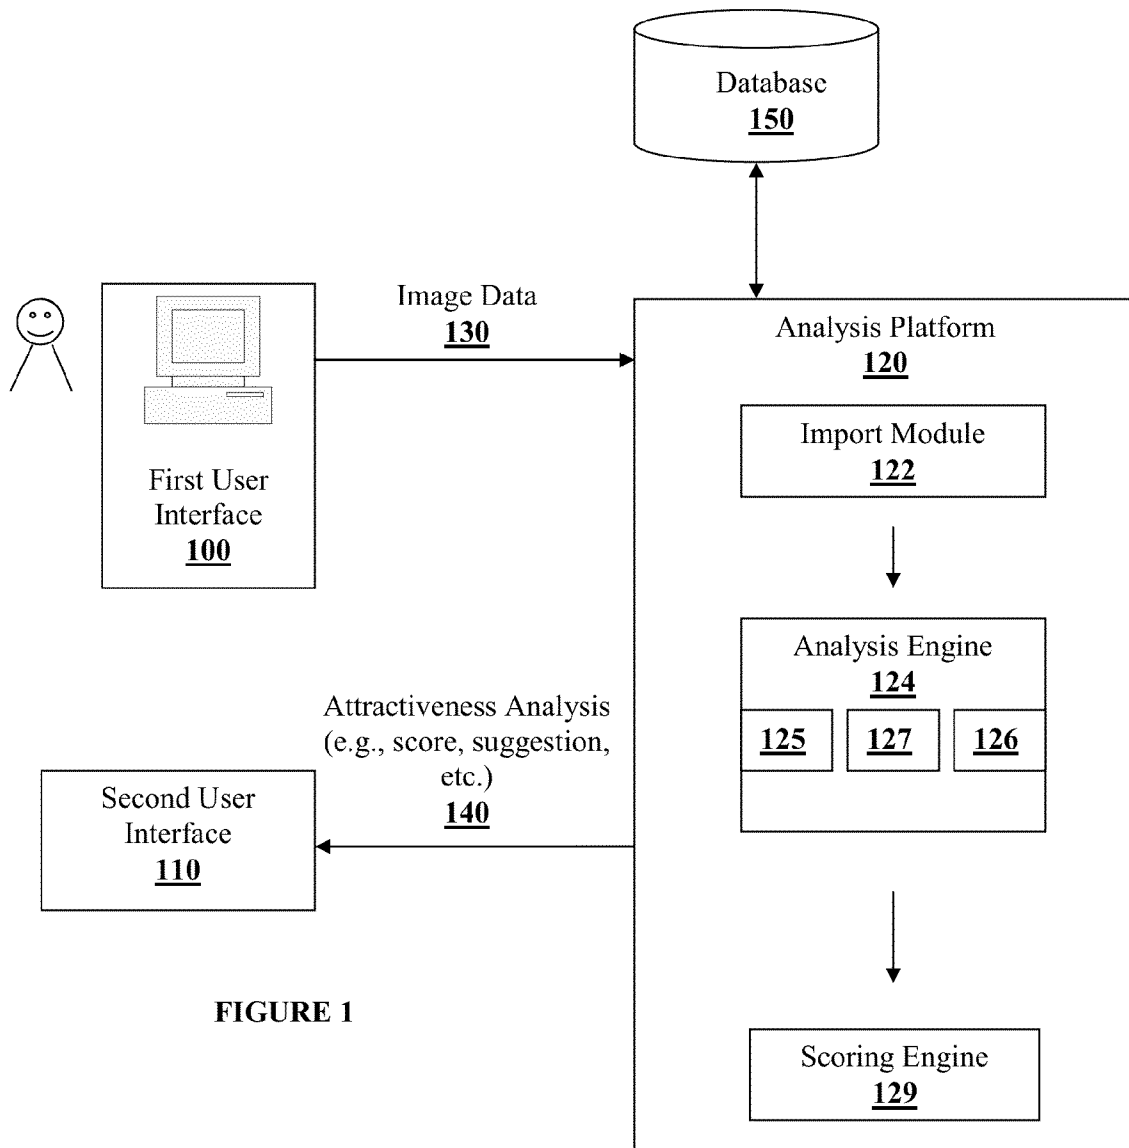 Database
150
Image Data
130
Analysis Platform
120
Import Module
122
First User
Interface
100
Analysis Engine
124
125
127
126
Attractiveness Analysis
(e.g., score, suggestion,
etc.)
140
Second User
Interface
110
FIGURE 1
Scoring Engine
129